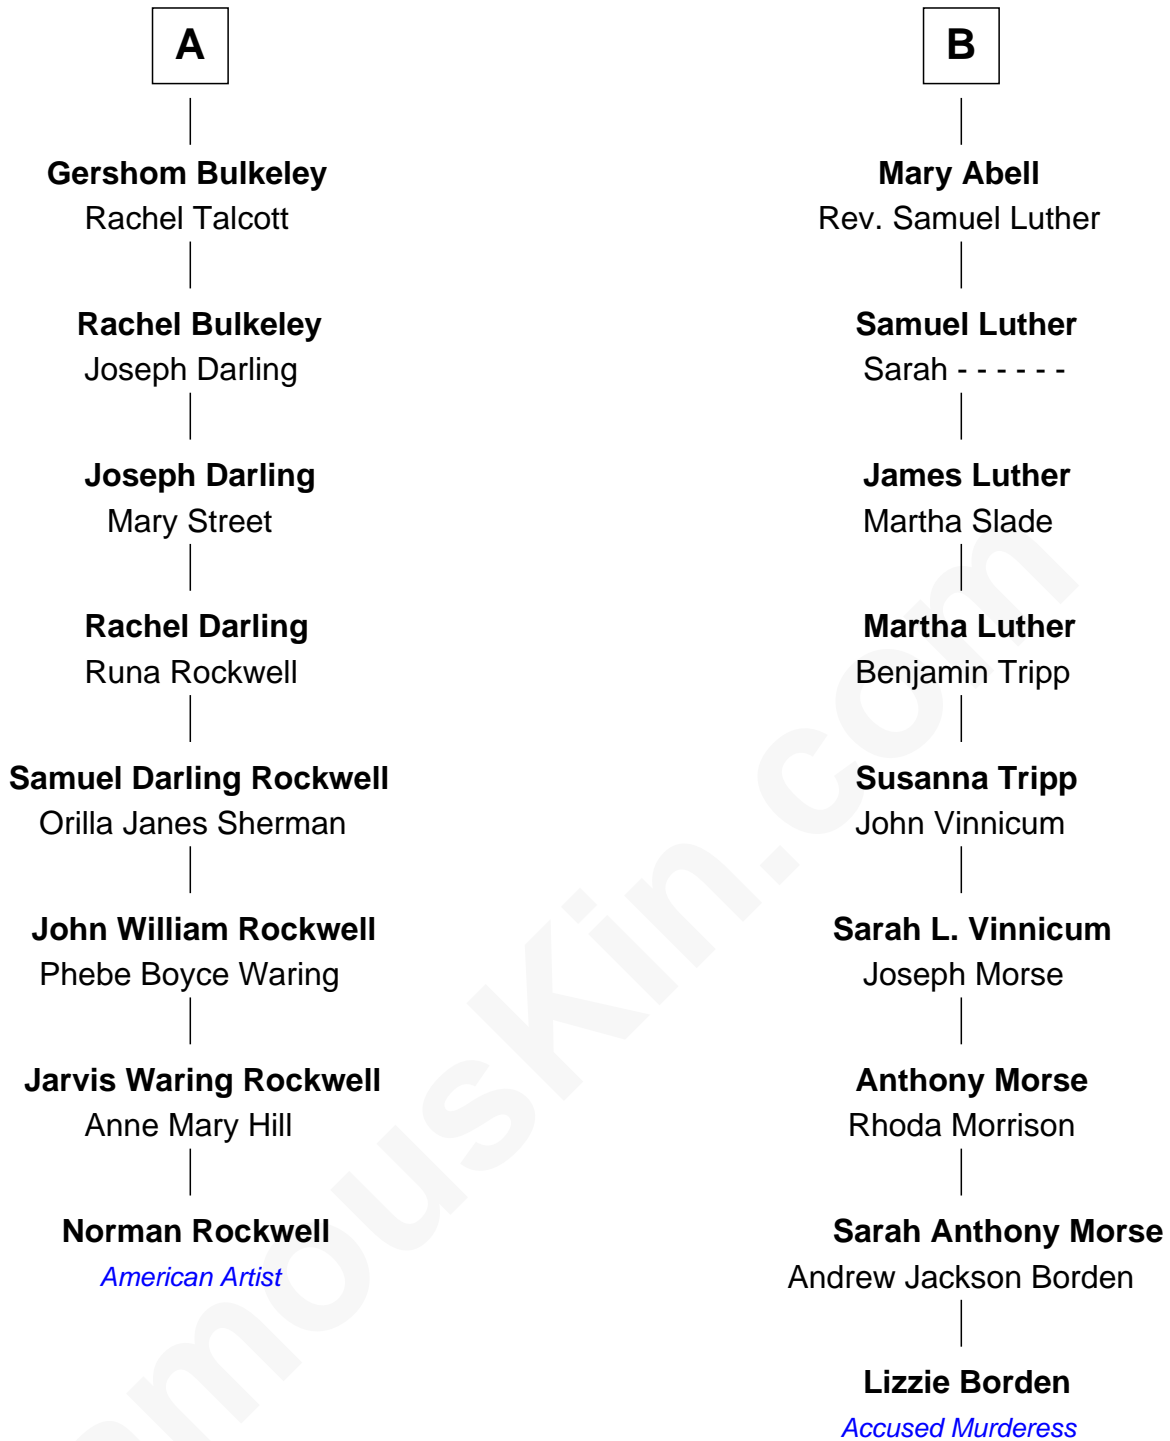 A
Gershom Bulkeley
Rachel Talcott
Rachel Bulkeley
Joseph Darling
Joseph Darling
Mary Street
Rachel Darling
Runa Rockwell
Samuel Darling Rockwell
Orilla Janes Sherman
John William Rockwell
Phebe Boyce Waring
Jarvis Waring Rockwell
Anne Mary Hill
Norman Rockwell
American Artist
B
Mary Abell
Rev. Samuel Luther
Samuel Luther
Sarah - - - - - -
James Luther
Martha Slade
Martha Luther
Benjamin Tripp
Susanna Tripp
John Vinnicum
Sarah L. Vinnicum
Joseph Morse
Anthony Morse
Rhoda Morrison
Sarah Anthony Morse
Andrew Jackson Borden
Lizzie Borden
Accused Murderess
amouskin.com